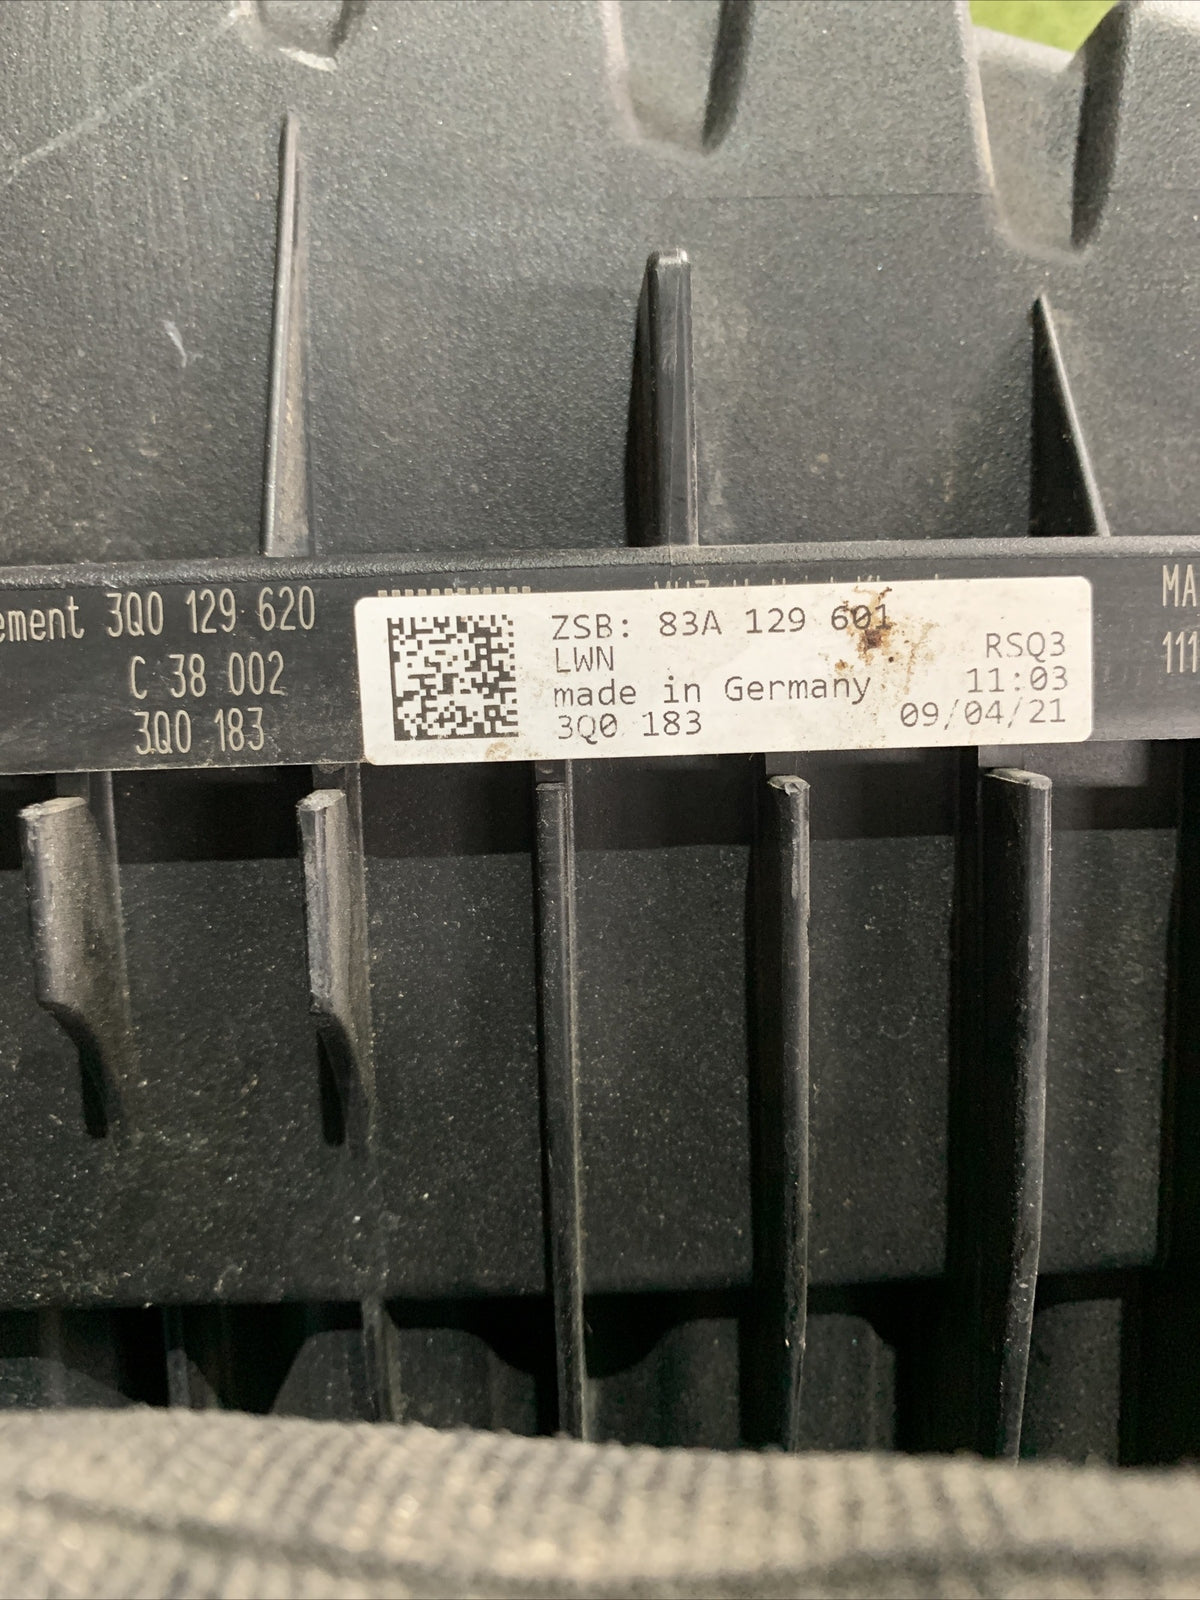 ement 3Q0 129 620
C 38 002
3Q0 183
ZSB: 83A 129 601
LWN
RSQ3
made in Germany
11:03
3Q0 183
09/04/21
MA
111